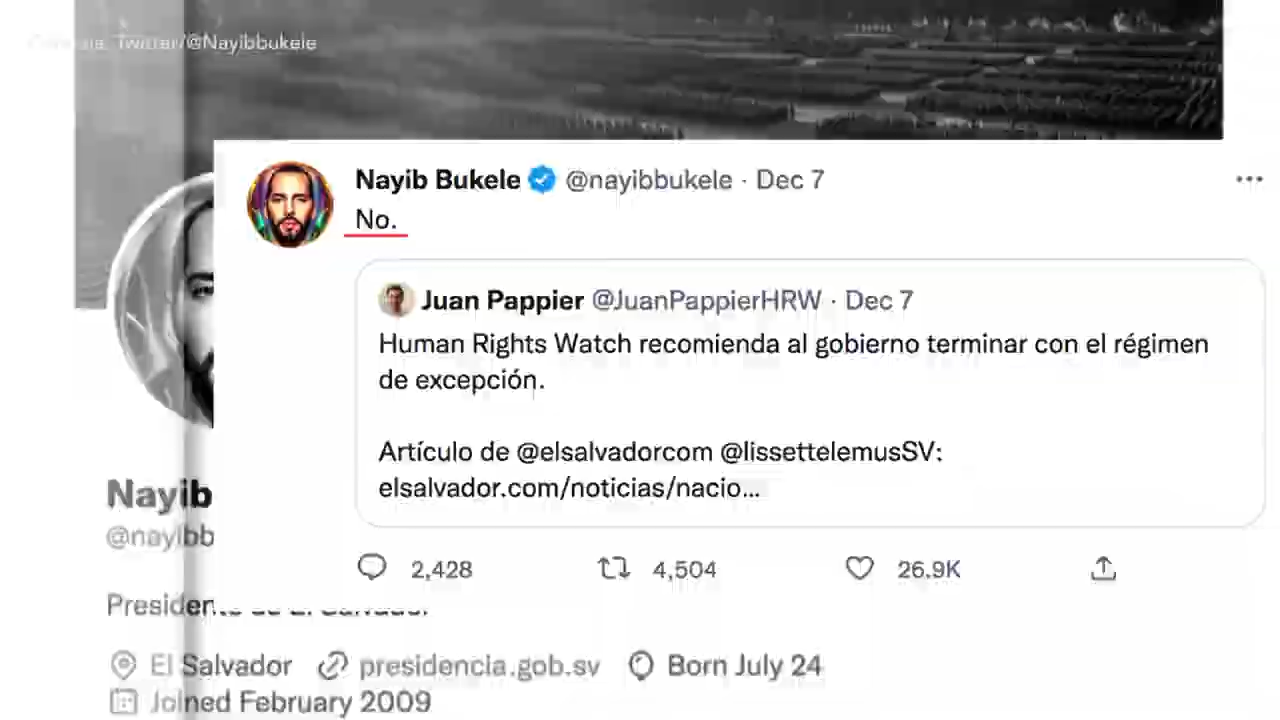 Twitter/@Nayibbukele
Nayib Bukele @nayibbukele · Dec 7
No.
Juan Pappier @JuanPappierHRW · Dec 7
Human Rights Watch recomienda al gobierno terminar con el régimen
de excepción.
Artículo de @elsalvadorcom @lissettelemusSV:
elsalvador.com/noticias/nacio...
2,428 4,504 26.9K
Nayib
@nayibb
Presidente de El Salvador
El Salvador presidencia.gob.sv Born July 24
Joined February 2009